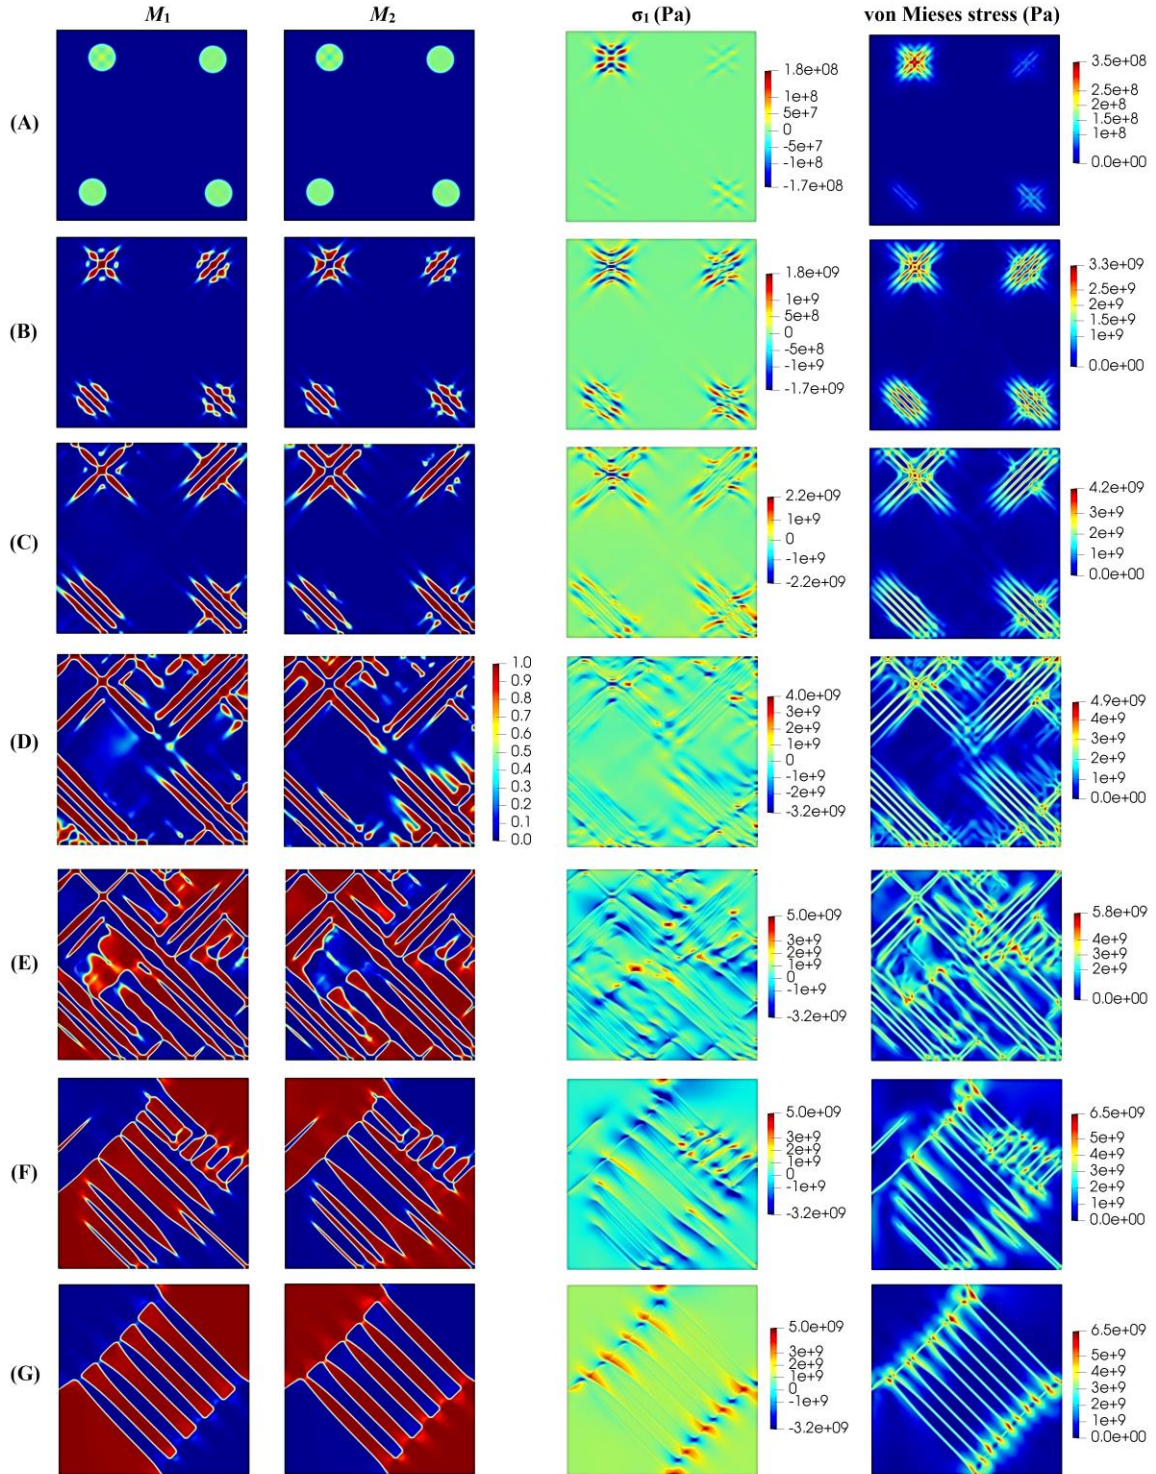 M1 M2 σ1 (Pa) von Mieses stress (Pa)
(A)
1.8e+08
1e+8
5e+7
0
-5e+7
-1e+8
-1.7e+08
3.5e+08
2.5e+8
2e+8
1.5e+8
1e+8
0.0e+00
(B)
1.8e+09
1e+9
5e+8
0
-5e+8
-1e+9
-1.7e+09
3.3e+09
2.5e+9
2e+9
1.5e+9
1e+9
0.0e+00
(C)
2.2e+09
1e+9
0
-1e+9
-2.2e+09
4.2e+09
3e+9
2e+9
1e+9
0.0e+00
(D)
1.0
0.9
0.8
0.7
0.6
0.5
0.4
0.3
0.2
0.1
0.0
4.0e+09
3e+9
2e+9
1e+9
0
-1e+9
-2e+9
-3.2e+09
4.9e+09
4e+9
3e+9
2e+9
1e+9
0.0e+00
(E)
5.0e+09
3e+9
2e+9
1e+9
0
-1e+9
-3.2e+09
5.8e+09
4e+9
3e+9
2e+9
0.0e+00
(F)
5.0e+09
3e+9
2e+9
1e+9
0
-1e+9
-3.2e+09
6.5e+09
5e+9
4e+9
3e+9
2e+9
1e+9
0.0e+00
(G)
5.0e+09
3e+9
2e+9
1e+9
0
-1e+9
-3.2e+09
6.5e+09
5e+9
4e+9
3e+9
2e+9
1e+9
0.0e+00